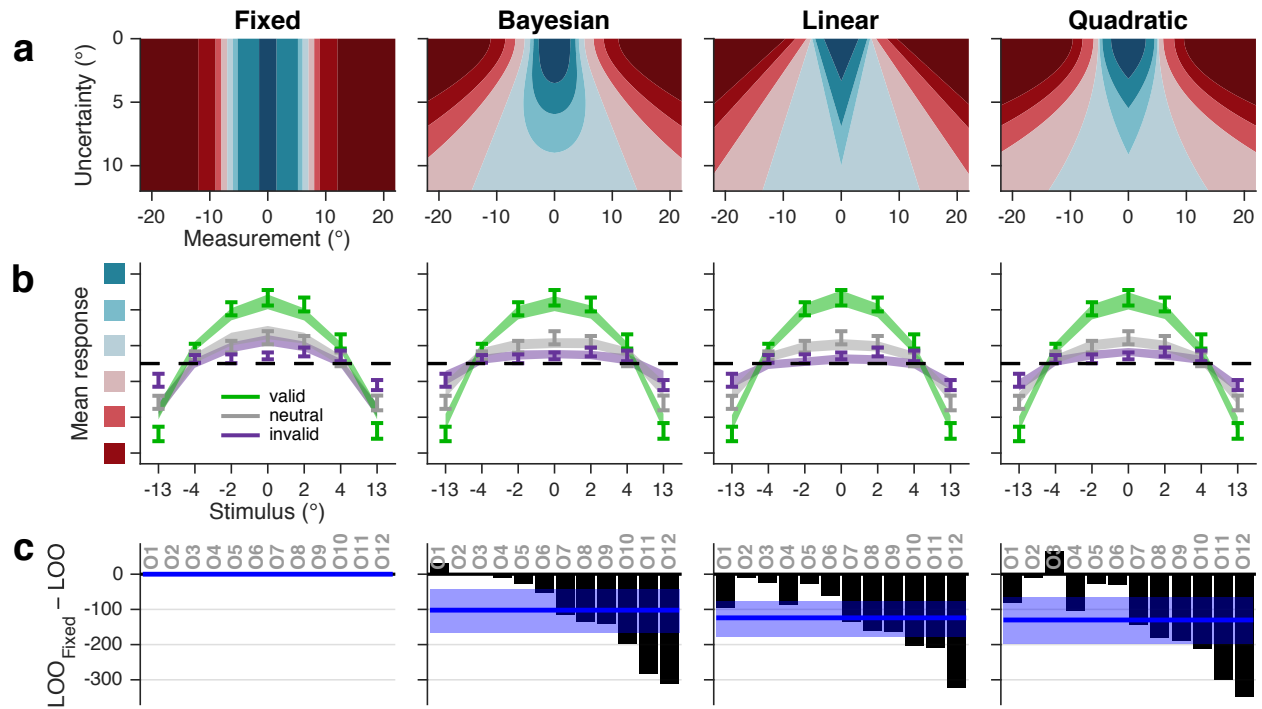 Fixed Bayesian Linear Quadratic
a
0
5
10
Uncertainty (°)
-20 -10 0 10 20 -20 -10 0 10 20 -20 -10 0 10 20 -20 -10 0 10 20
Measurement (°)
b
Mean response
valid
neutral
invalid
-13 -4 -2 0 2 4 13 -13 -4 -2 0 2 4 13 -13 -4 -2 0 2 4 13 -13 -4 -2 0 2 4 13
Stimulus (°)
c
O1 O2 O3 O4 O5 O6 O7 O8 O9 O10 O11 O12 O1 O2 O3 O4 O5 O6 O7 O8 O9 O10 O11 O12 O1 O2 O3 O4 O5 O6 O7 O8 O9 O10 O11 O12 O1 O2 O3 O4 O5 O6 O7 O8 O9 O10 O11 O12
0
-100
-200
-300
LOO_Fixed – LOO